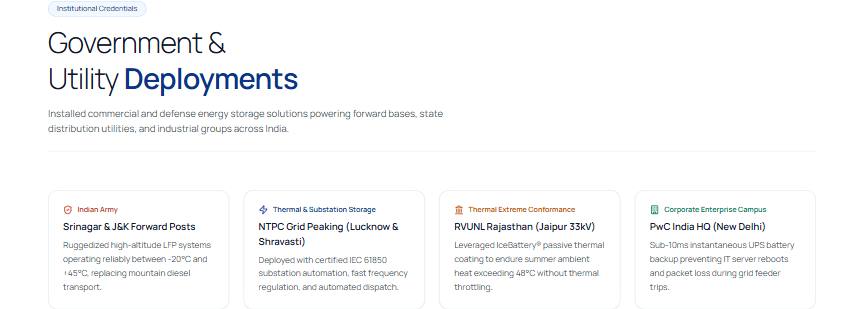 Institutional Credentials
Government &
Utility Deployments
Installed commercial and defense energy storage solutions powering forward bases, state
distribution utilities, and industrial groups across India.
Indian Army
Srinagar & J&K Forward Posts
Ruggedized high-altitude LFP systems
operating reliably between -20°C and
+45°C, replacing mountain diesel
transport.
Thermal & Substation Storage
NTPC Grid Peaking (Lucknow &
Shravasti)
Deployed with certified IEC 61850
substation automation, fast frequency
regulation, and automated dispatch.
Thermal Extreme Conformance
RVUNL Rajasthan (Jaipur 33kV)
Leveraged IceBattery® passive thermal
coating to endure summer ambient
heat exceeding 48°C without thermal
throttling.
Corporate Enterprise Campus
PwC India HQ (New Delhi)
Sub-10ms instantaneous UPS battery
backup preventing IT server reboots
and packet loss during grid feeder
trips.